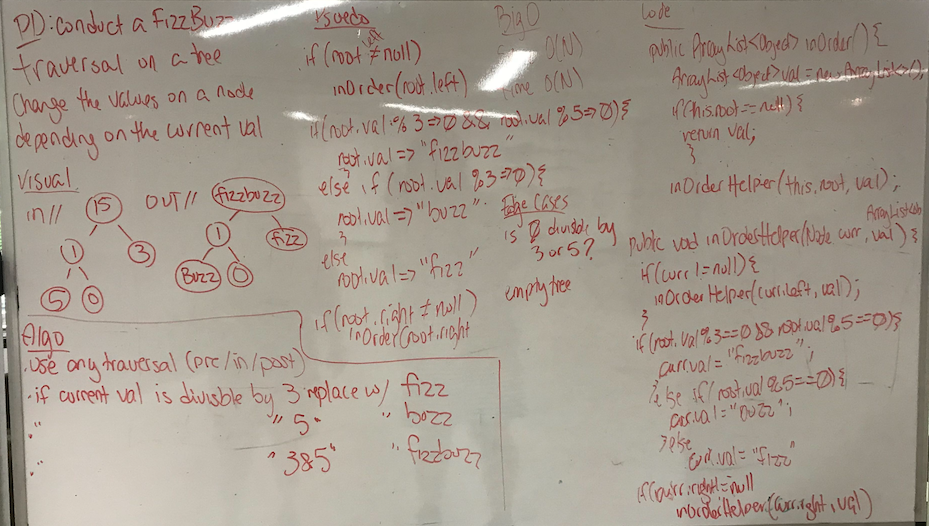 PD: conduct a FizzBuzz
traversal on a tree
Change the values on a node
depending on the current val
Visual
IN//
15
1
3
5
0
OUT//
fizzbuzz
1
fizz
Buzz
0
Algo
· use any traversal (pre/in/post)
· if current val is divisble by 3 replace w/ fizz
·" "5" " buzz
·" "3&5" " fizzbuzz
Psuedo
if(root ≠ null)
inOrder(root.left)
if(root.val % 3 => 0 && root.val % 5 => 0){
root.val => "fizzbuzz"
}
else if (root.val % 3 => 0){
root.val => "buzz"
}
else
root.val => "fizz"
if(root.right ≠ null)
inOrder(root.right
Big O
O(N)
time O(N)
Edge Cases
is 0 divisble by
3 or 5?
empty tree
Code
public ArrayList<Object> inOrder() {
ArrayList<Object> val = new ArrayList<>();
if(this.root == null) {
return val;
}
inOrderHelpier(this.root, val);
ArrayList<Ob
public void inOrderHelper(Node curr, val) {
if(curr != null){
inOrderHelper(curr.left, val);
}
if(root.val%3==0 && root.val%5==0){
curr.val = "fizzbuzz";
} else if(root.val%5==0){
curr.val = "buzz";
} else
curr.val = "fizz"
if(curr.right != null
inOrderHelper(curr.right, val)